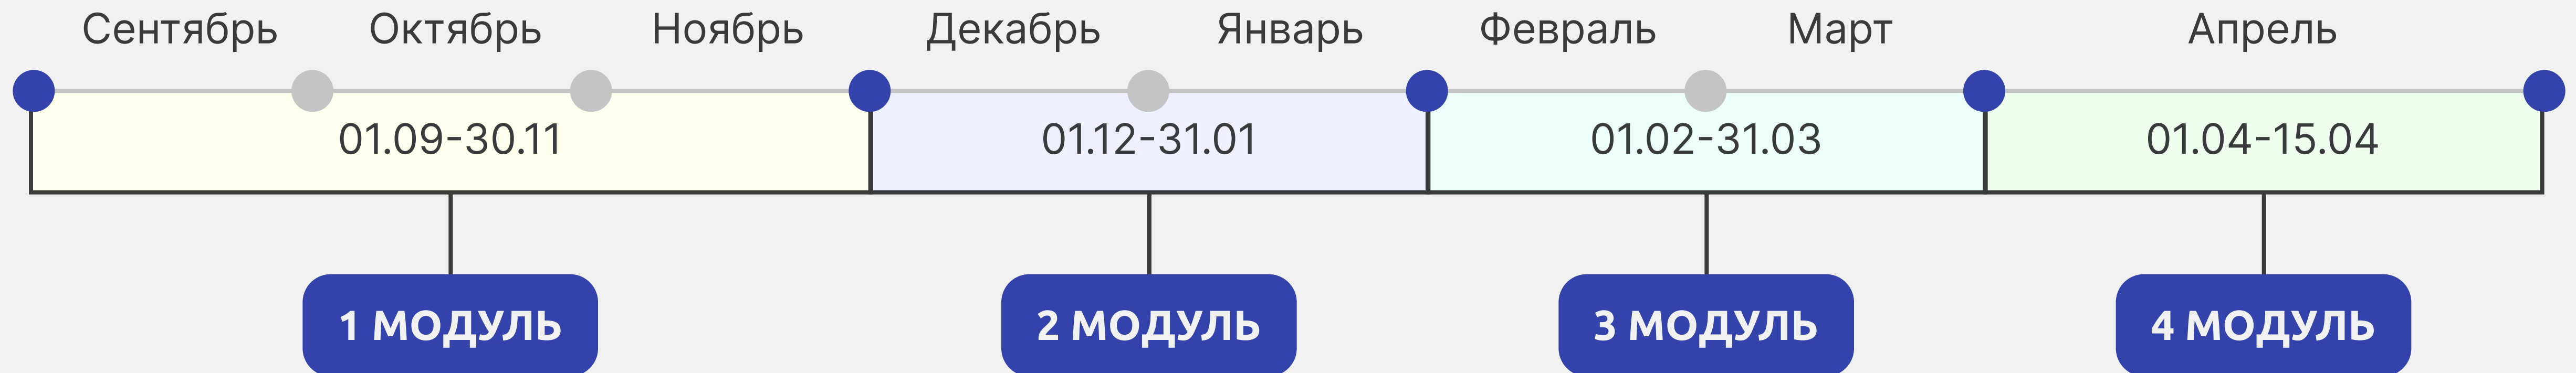 Сентябрь Октябрь Ноябрь Декабрь Январь Февраль Март Апрель
01.09-30.11 01.12-31.01 01.02-31.03 01.04-15.04
1 МОДУЛЬ 2 МОДУЛЬ 3 МОДУЛЬ 4 МОДУЛЬ